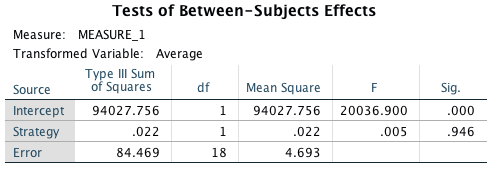 Tests of Between-Subjects Effects
Measure: MEASURE_1
Transformed Variable: Average
Source Type III Sum of Squares df Mean Square F Sig.
Intercept 94027.756 1 94027.756 20036.900 .000
Strategy .022 1 .022 .005 .946
Error 84.469 18 4.693